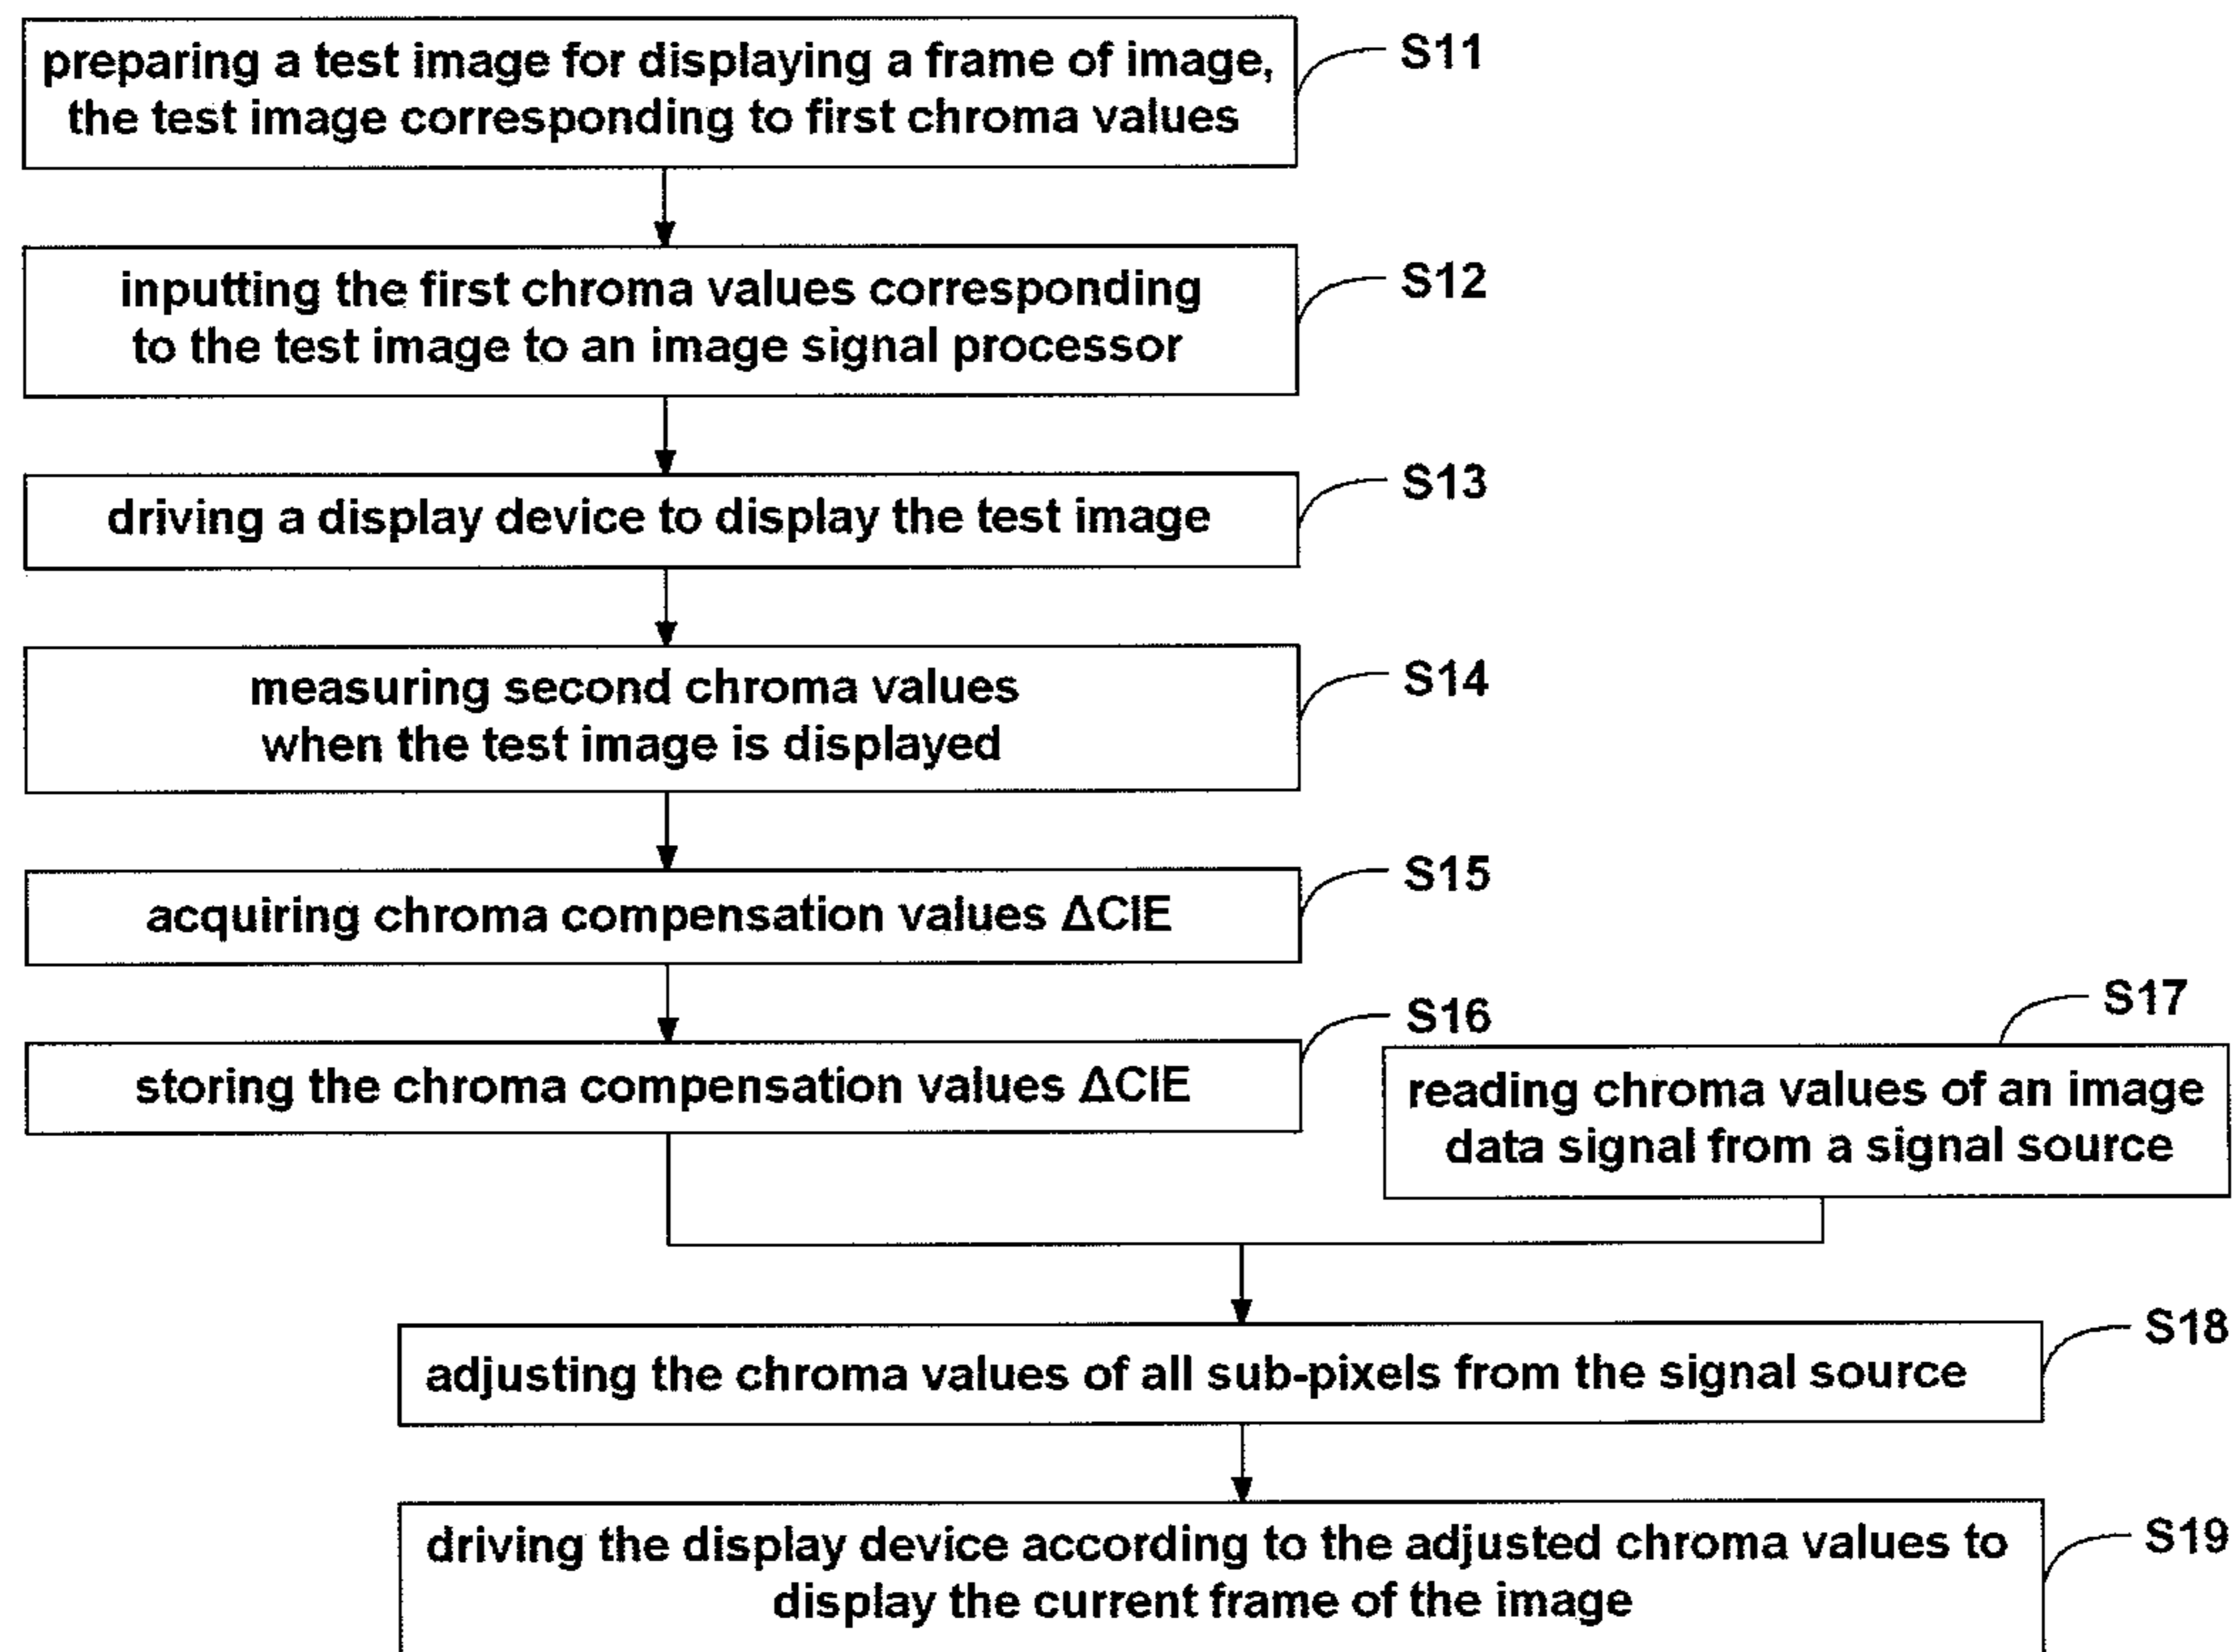 preparing a test image for displaying a frame of image,
the test image corresponding to first chroma values
S11
inputting the first chroma values corresponding
to the test image to an image signal processor
S12
driving a display device to display the test image
S13
measuring second chroma values
when the test image is displayed
S14
acquiring chroma compensation values ΔCIE
S15
storing the chroma compensation values ΔCIE
S16
reading chroma values of an image
data signal from a signal source
S17
adjusting the chroma values of all sub-pixels from the signal source
S18
driving the display device according to the adjusted chroma values to
display the current frame of the image
S19